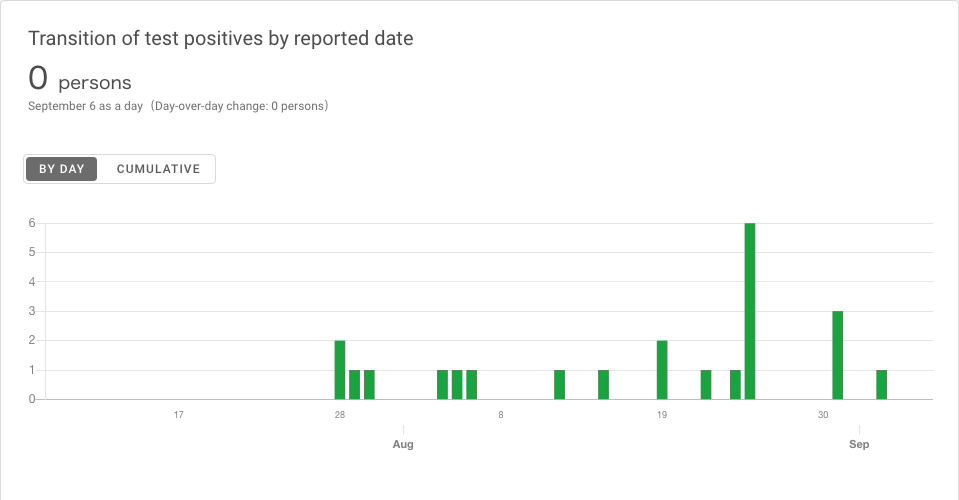 Transition of test positives by reported date
0 persons
September 6 as a day（Day-over-day change: 0 persons）
BY DAY CUMULATIVE
6
5
4
3
2
1
0
17 28 8 19 30
Aug Sep